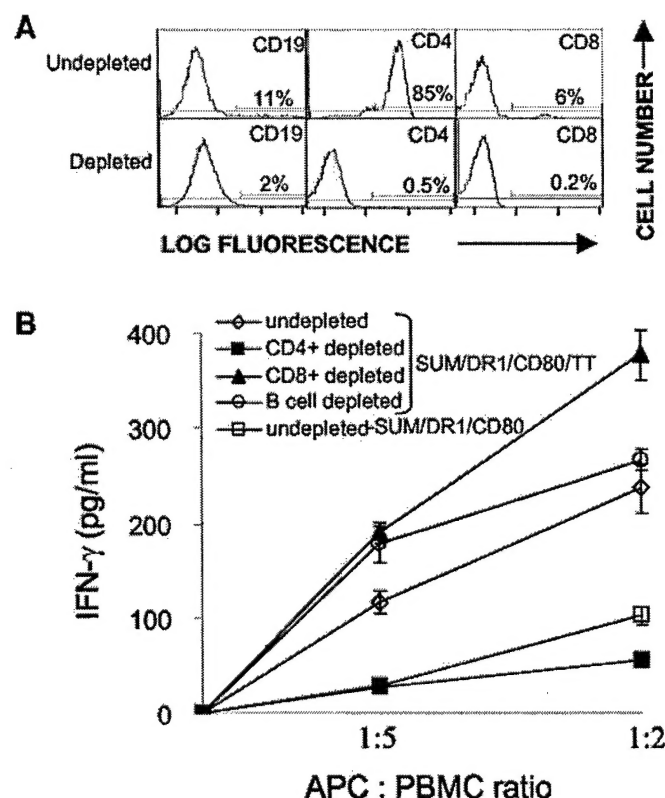 A
Undepleted
CD19
11%
CD4
85%
CD8
6%
Depleted
CD19
2%
CD4
0.5%
CD8
0.2%
LOG FLUORESCENCE
CELL NUMBER
B
undepleted
CD4+ depleted
CD8+ depleted
B cell depleted
SUM/DR1/CD80/TT
undepleted-SUM/DR1/CD80
IFN-γ (pg/ml)
400
300
200
100
0
1:5
1:2
APC : PBMC ratio